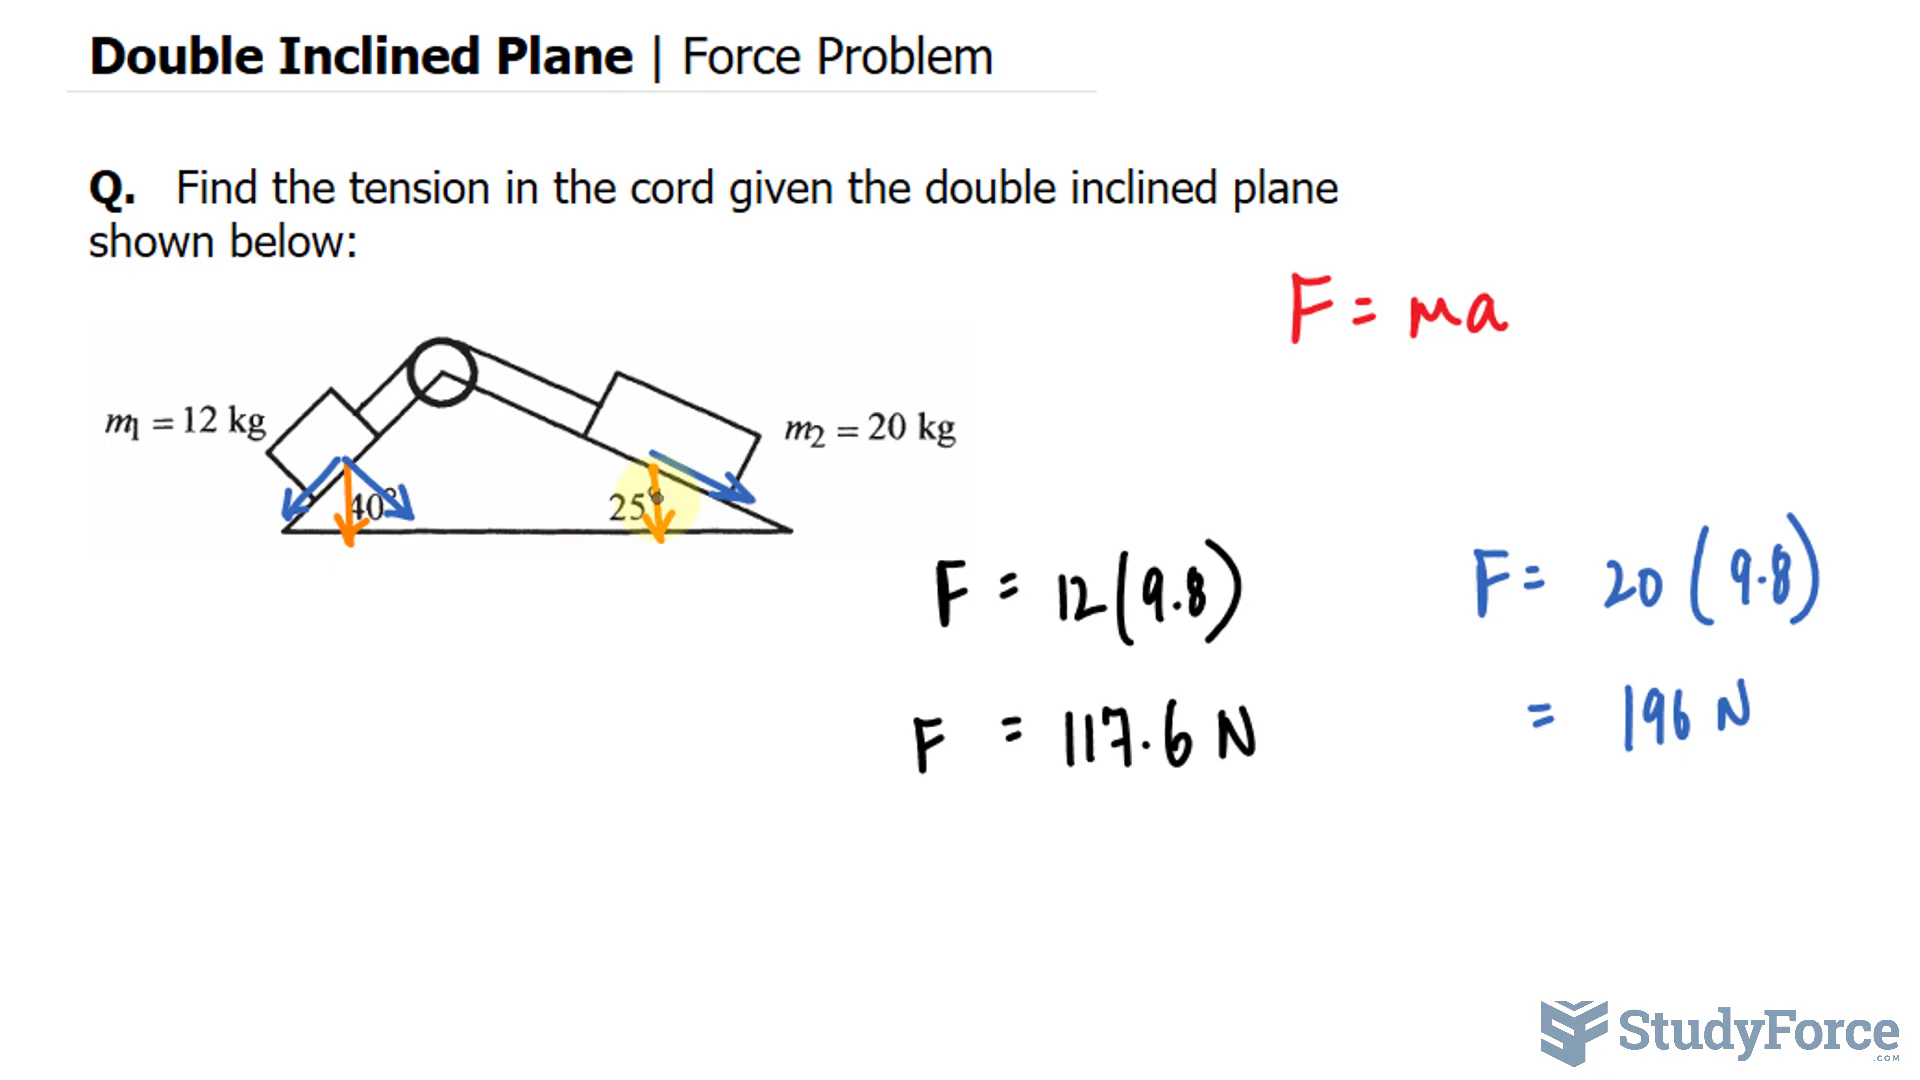 Double Inclined Plane | Force Problem
Q. Find the tension in the cord given the double inclined plane
shown below:
F = ma
m₁ = 12 kg
m₂ = 20 kg
40°
25°
F = 12(9.8)
F = 20(9.8)
F = 117.6 N
= 196 N
StudyForce
.COM